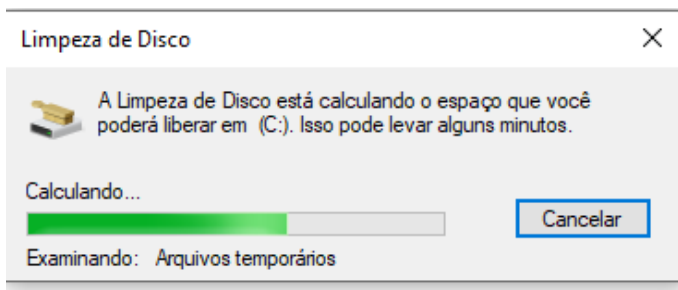 Limpeza de Disco
A Limpeza de Disco está calculando o espaço que você
poderá liberar em  (C:). Isso pode levar alguns minutos.
Calculando...
Cancelar
Examinando:   Arquivos temporários